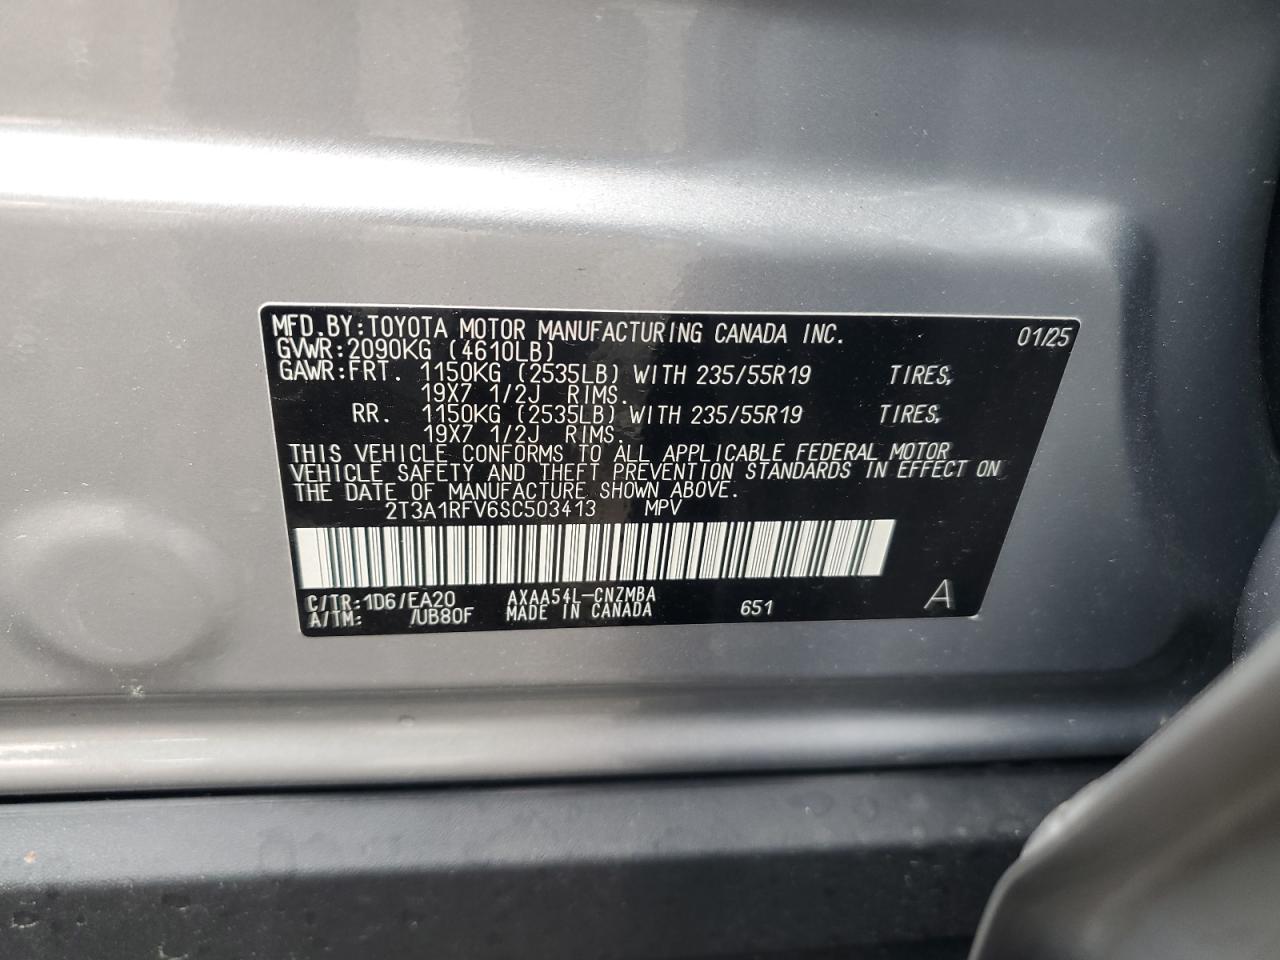 MFD.BY:TOYOTA MOTOR MANUFACTURING CANADA INC. 01/25
GVWR:2090KG (4610LB)
GAWR:FRT. 1150KG (2535LB) WITH 235/55R19 TIRES,
19X7 1/2J RIMS.
RR. 1150KG (2535LB) WITH 235/55R19 TIRES,
19X7 1/2J RIMS.
THIS VEHICLE CONFORMS TO ALL APPLICABLE FEDERAL MOTOR
VEHICLE SAFETY AND THEFT PREVENTION STANDARDS IN EFFECT ON
THE DATE OF MANUFACTURE SHOWN ABOVE.
2T3A1RFV6SC503413 MPV
C/TR:1D6/EA20 AXAA54L-CNZMBA 651 A
A/TM: /UB80F MADE IN CANADA